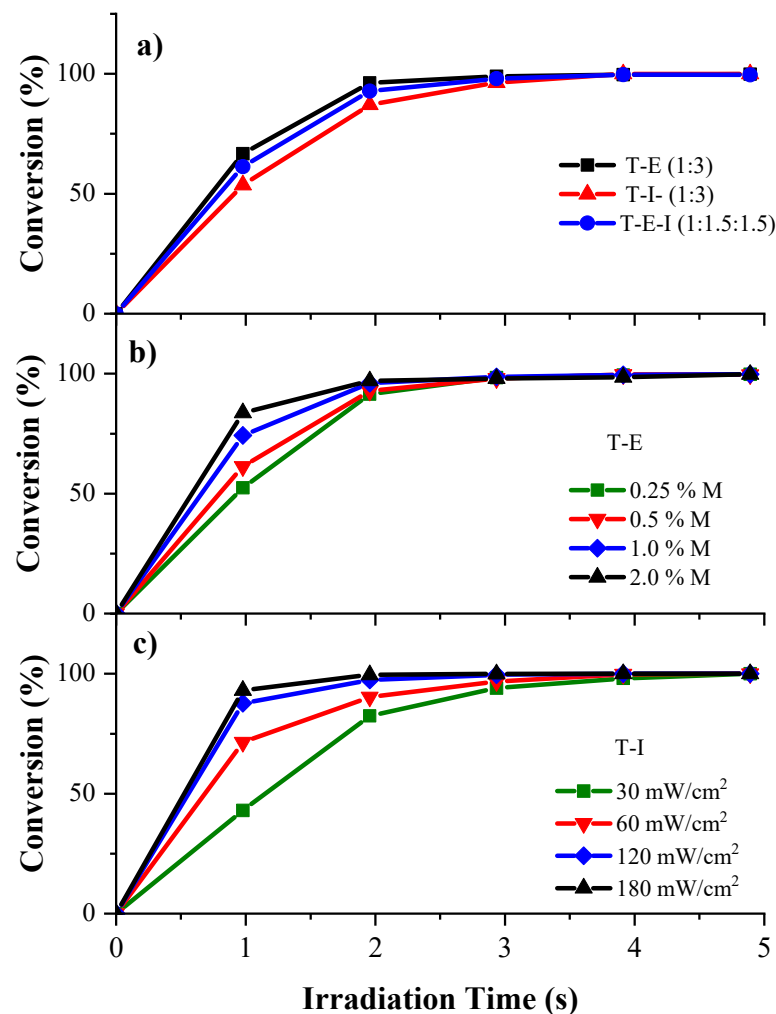 a)
Conversion (%)
100
50
0
T-E (1:3)
T-I- (1:3)
T-E-I (1:1.5:1.5)
b)
Conversion (%)
100
50
0
T-E
0.25 % M
0.5 % M
1.0 % M
2.0 % M
c)
Conversion (%)
100
50
0
T-I
30 mW/cm²
60 mW/cm²
120 mW/cm²
180 mW/cm²
0 1 2 3 4 5
Irradiation Time (s)